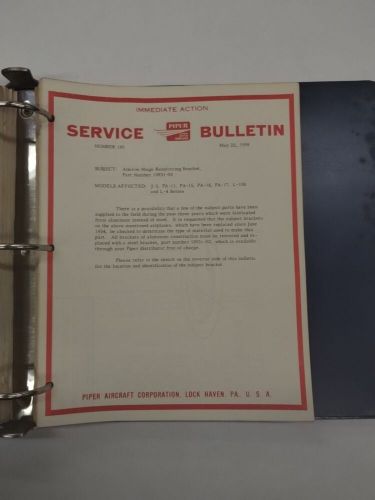 IMMEDIATE ACTION
SERVICE PIPER BULLETIN
NUMBER
May 22, 1959
SUBJECT: Aileron Hinge Reinforcing Bracket,
Part Number
MODELS AFFECTED: J-3, PA-11, PA-15, PA-16, PA-17, L-18B
and L-4 Series
There is a possibility that a few of the subject parts have been
supplied to the field during the past three years which were fabricated
from aluminum instead of steel. It is requested that the subject brackets
on the above mentioned airplanes, which have been replaced since June
1956, be checked to determine the type of material used to make this
part. All brackets of aluminum construction must be removed and re-
placed with a steel bracket, part number which is available
through your Piper distributor free of charge.
Please refer to the sketch on the reverse side of this bulletin
for the location and identification of the subject bracket.
PIPER AIRCRAFT CORPORATION, LOCK HAVEN, PA., U. S. A.